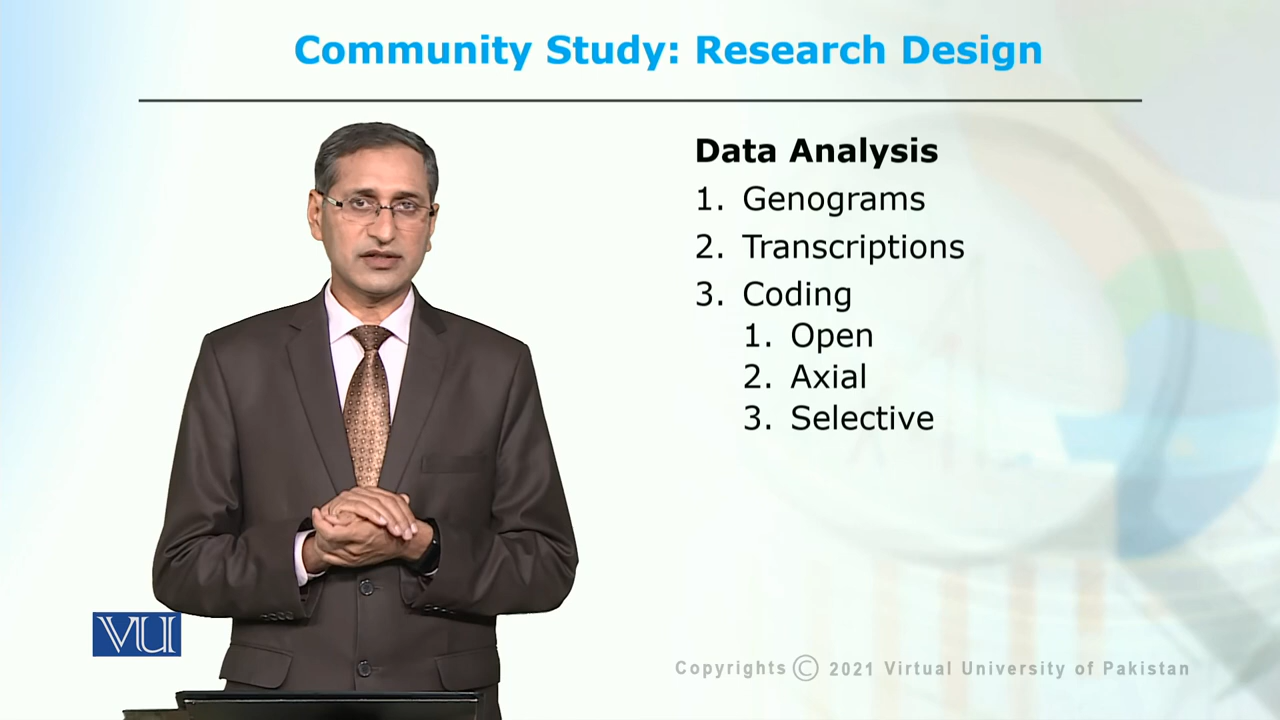 Community Study: Research Design
Data Analysis
1. Genograms
2. Transcriptions
3. Coding
1. Open
2. Axial
3. Selective
VU
Copyrights © 2021 Virtual University of Pakistan